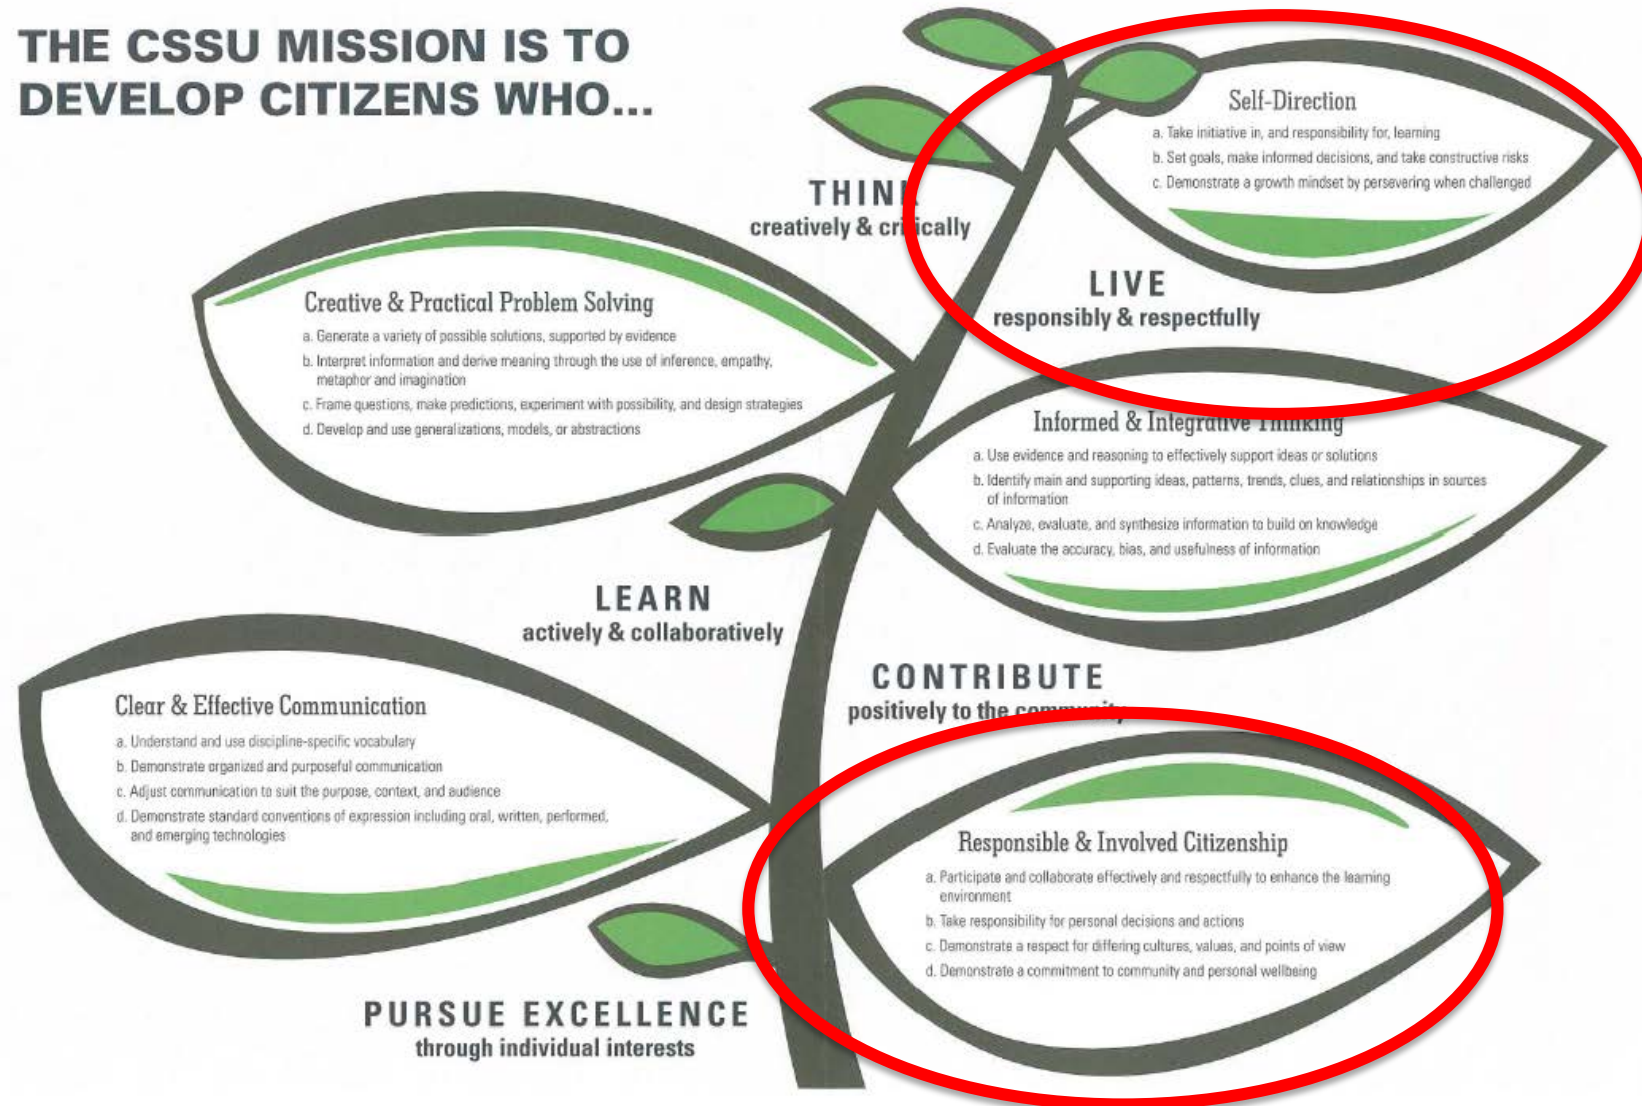 THE CSSU MISSION IS TO
DEVELOP CITIZENS WHO...
THINK
creatively & critically
Self-Direction
a. Take initiative in, and responsibility for, learning
b. Set goals, make informed decisions, and take constructive risks
c. Demonstrate a growth mindset by persevering when challenged
LIVE
responsibly & respectfully
Creative & Practical Problem Solving
a. Generate a variety of possible solutions, supported by evidence
b. Interpret information and derive meaning through the use of inference, empathy,
metaphor and imagination
c. Frame questions, make predictions, experiment with possibility, and design strategies
d. Develop and use generalizations, models, or abstractions
Informed & Integrative Thinking
a. Use evidence and reasoning to effectively support ideas or solutions
b. Identify main and supporting ideas, patterns, trends, clues, and relationships in sources
of information
c. Analyze, evaluate, and synthesize information to build on knowledge
d. Evaluate the accuracy, bias, and usefulness of information
LEARN
actively & collaboratively
CONTRIBUTE
positively to the community
Clear & Effective Communication
a. Understand and use discipline-specific vocabulary
b. Demonstrate organized and purposeful communication
c. Adjust communication to suit the purpose, context, and audience
d. Demonstrate standard conventions of expression including oral, written, performed,
and emerging technologies
Responsible & Involved Citizenship
a. Participate and collaborate effectively and respectfully to enhance the learning
environment
b. Take responsibility for personal decisions and actions
c. Demonstrate a respect for differing cultures, values, and points of view
d. Demonstrate a commitment to community and personal wellbeing
PURSUE EXCELLENCE
through individual interests